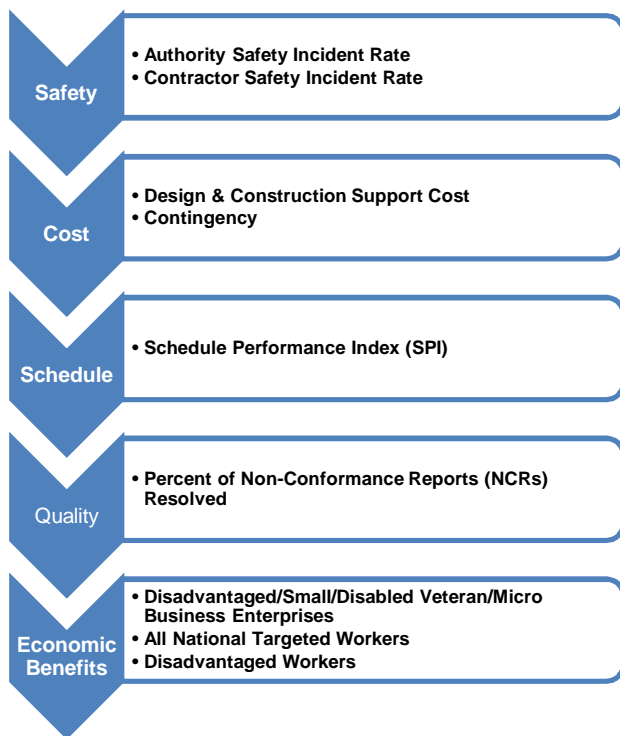 Safety
• Authority Safety Incident Rate
• Contractor Safety Incident Rate
Cost
• Design & Construction Support Cost
• Contingency
Schedule
• Schedule Performance Index (SPI)
Quality
• Percent of Non-Conformance Reports (NCRs)
Resolved
Economic
Benefits
• Disadvantaged/Small/Disabled Veteran/Micro
Business Enterprises
• All National Targeted Workers
• Disadvantaged Workers